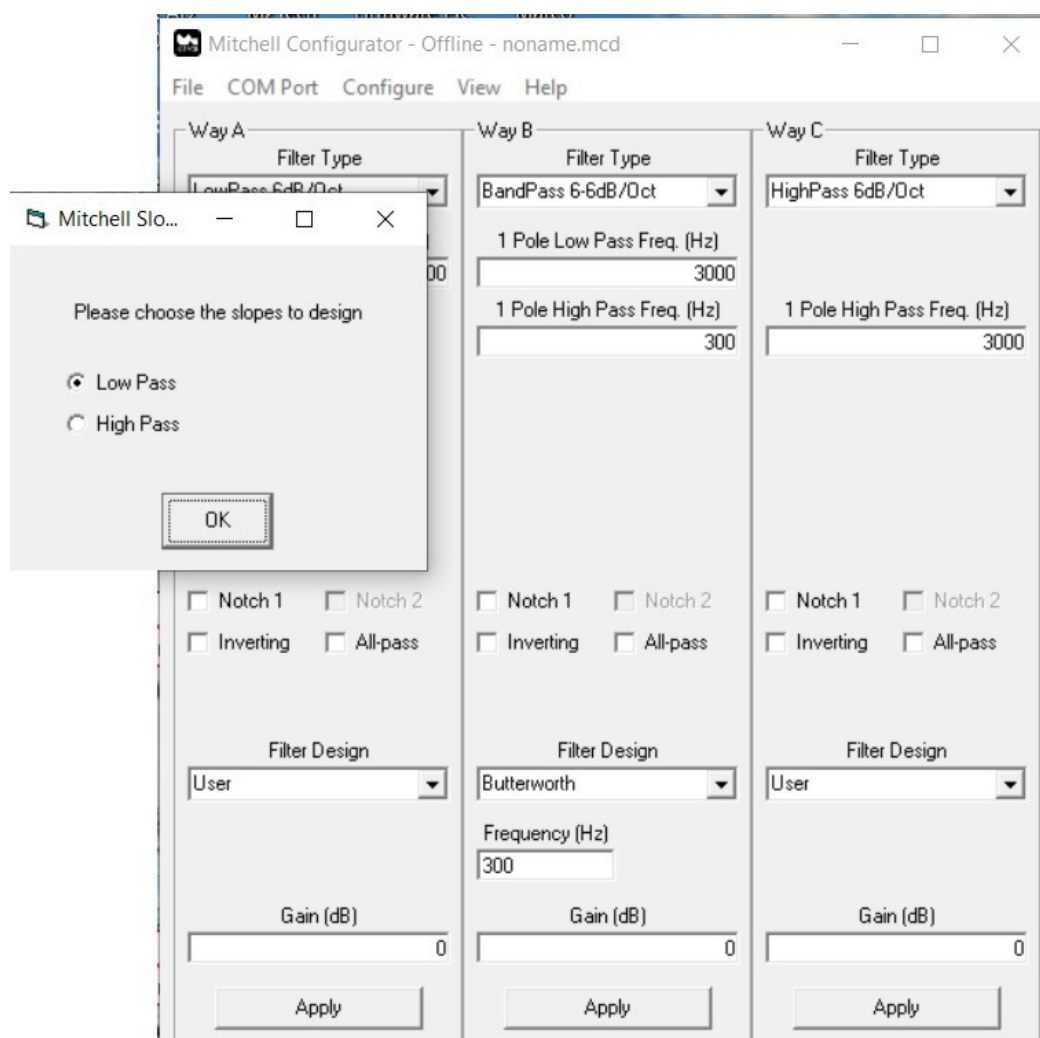 Mitchell Configurator - Offline - noname.mcd
File COM Port Configure View Help
Way A
Filter Type
LowPass 6dB/Oct
Way B
Filter Type
BandPass 6-6dB/Oct
1 Pole Low Pass Freq. (Hz)
3000
1 Pole High Pass Freq. (Hz)
300
Way C
Filter Type
HighPass 6dB/Oct
1 Pole High Pass Freq. (Hz)
3000
Mitchell Slo...
Please choose the slopes to design
Low Pass
High Pass
OK
Notch 1 Notch 2
Inverting All-pass
Filter Design
User
Gain (dB)
0
Apply
Notch 1 Notch 2
Inverting All-pass
Filter Design
Butterworth
Frequency (Hz)
300
Gain (dB)
0
Apply
Notch 1 Notch 2
Inverting All-pass
Filter Design
User
Gain (dB)
0
Apply